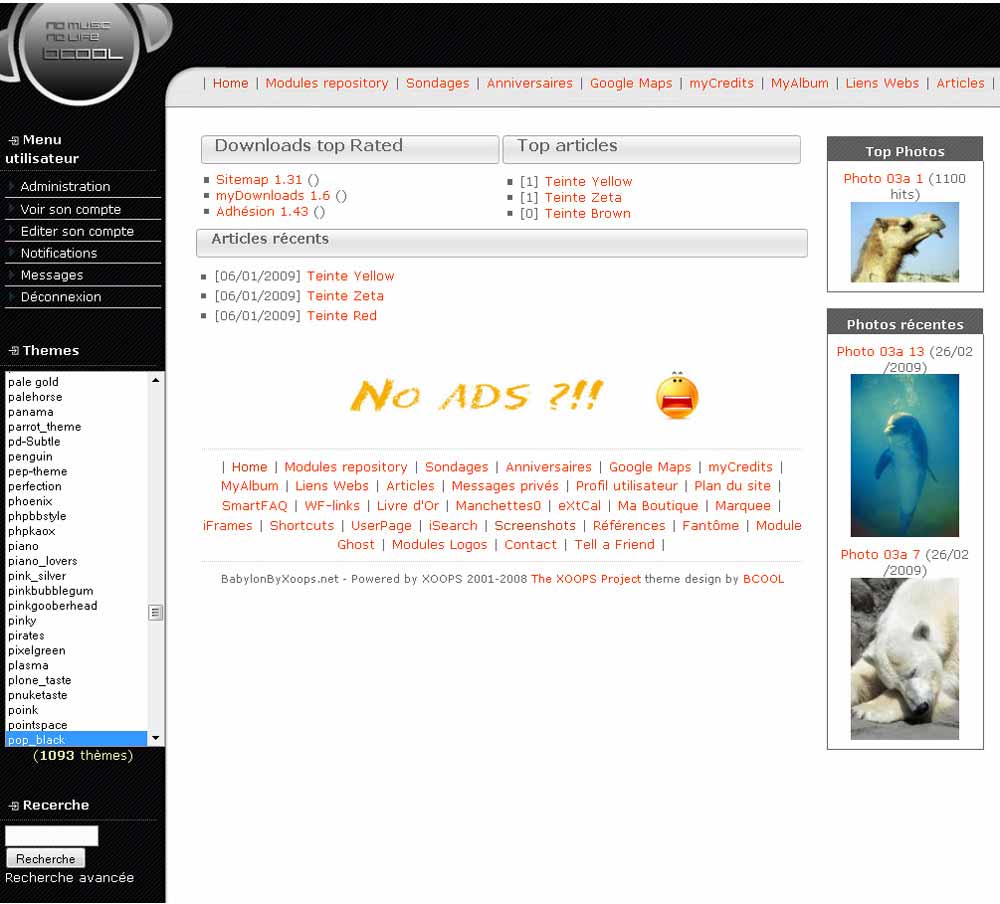 no music
no life
bcool
| Home | Modules repository | Sondages | Anniversaires | Google Maps | myCredits | MyAlbum | Liens Webs | Articles |
Menu
utilisateur
Administration
Voir son compte
Editer son compte
Notifications
Messages
Déconnexion
Themes
pale gold
palehorse
panama
parrot_theme
pd-Subtle
penguin
pep-theme
perfection
phoenix
phpbbstyle
phpkaox
piano
piano_lovers
pink_silver
pinkbubblegum
pinkgooberhead
pinky
pirates
pixelgreen
plasma
plone_taste
pnuketaste
poink
pointspace
pop_black
(1093 thèmes)
Recerche
Recherche
Recherche avancée
Downloads top Rated
Sitemap 1.31 ()
myDownloads 1.6 ()
Adhésion 1.43 ()
Top articles
[1] Teinte Yellow
[1] Teinte Zeta
[0] Teinte Brown
Articles récents
[06/01/2009] Teinte Yellow
[06/01/2009] Teinte Zeta
[06/01/2009] Teinte Red
No ADS ?!!
| Home | Modules repository | Sondages | Anniversaires | Google Maps | myCredits |
MyAlbum | Liens Webs | Articles | Messages privés | Profil utilisateur | Plan du site |
SmartFAQ | WF-links | Livre d'Or | Manchettes0 | eXtCal | Ma Boutique | Marquee |
iFrames | Shortcuts | UserPage | iSearch | Screenshots | Références | Fantôme | Module
Ghost | Modules Logos | Contact | Tell a Friend |
BabylonByXoops.net - Powered by XOOPS 2001-2008 The XOOPS Project theme design by BCOOL
Top Photos
Photo 03a 1 (1100
hits)
Photos récentes
Photo 03a 13 (26/02
/2009)
Photo 03a 7 (26/02
/2009)